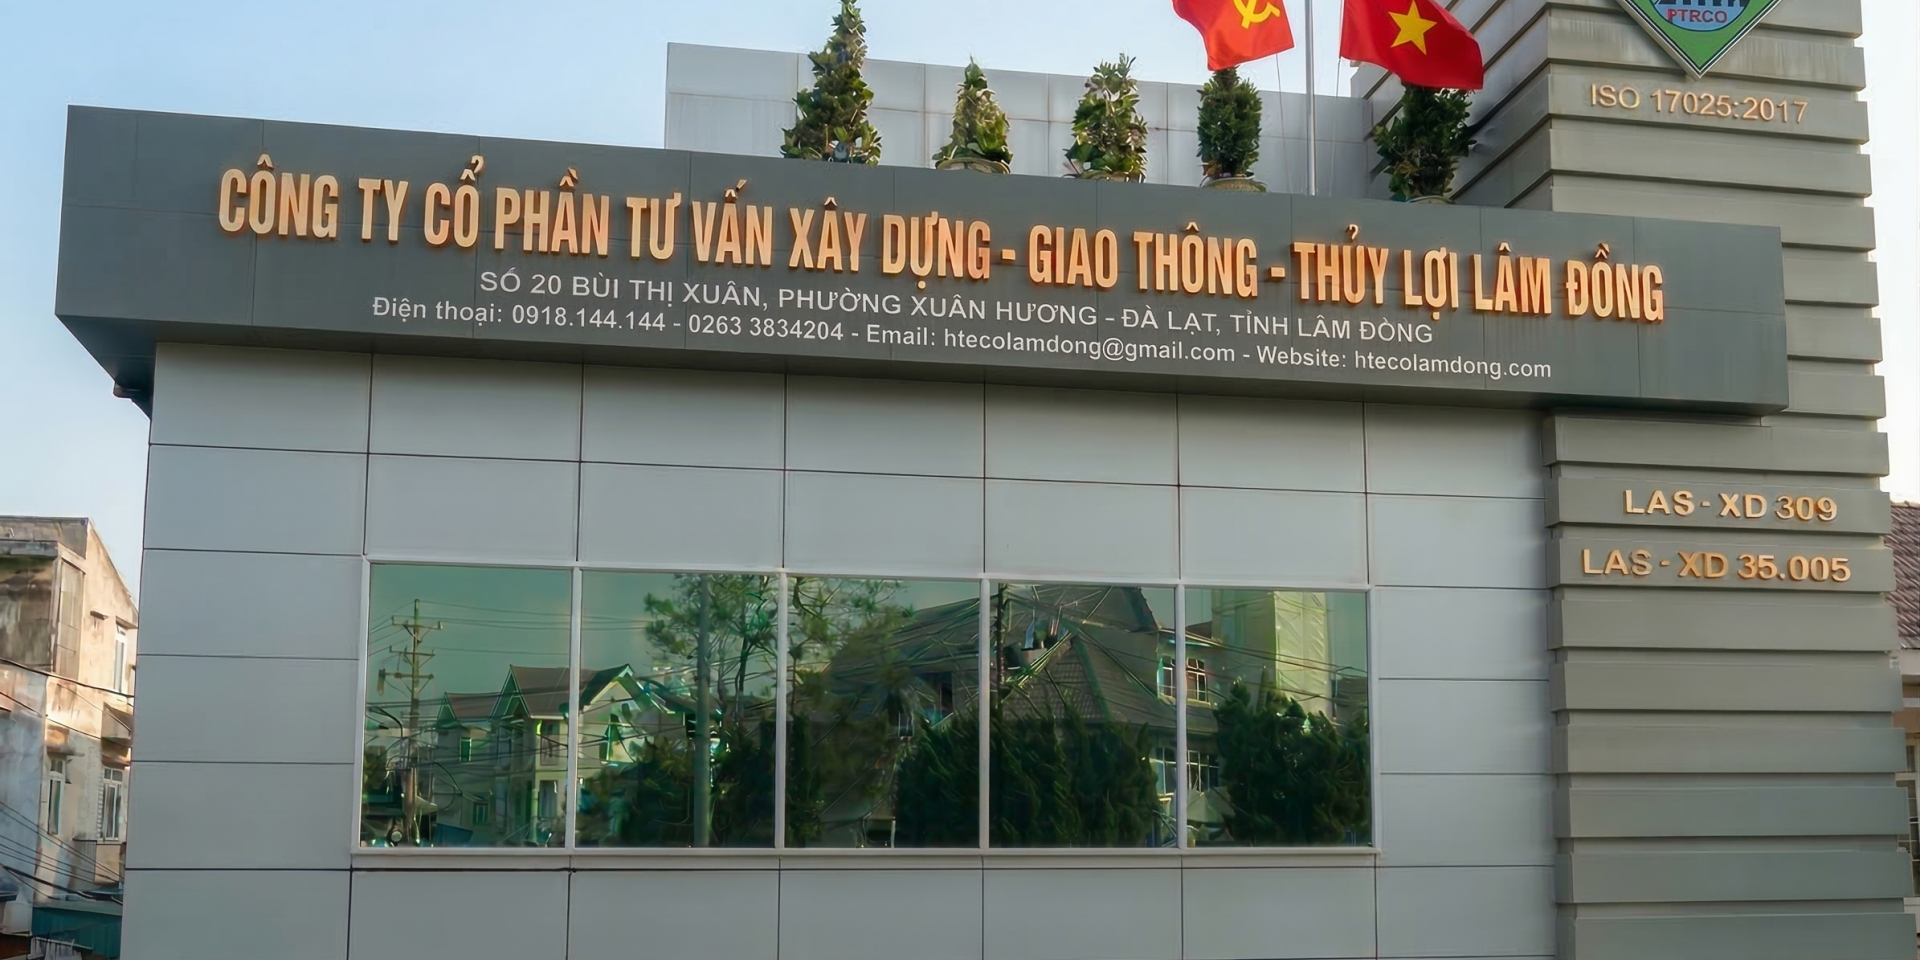 PTRCO
ISO 17025:2017
CÔNG TY CỔ PHẦN TƯ VẤN XÂY DỰNG - GIAO THÔNG - THỦY LỢI LÂM ĐỒNG
SỐ 20 BÙI THỊ XUÂN, PHƯỜNG XUÂN HƯƠNG - ĐÀ LẠT, TỈNH LÂM ĐỒNG
Điện thoại: 0918.144.144 - 0263 3834204 - Email: htecolamdong@gmail.com - Website: htecolamdong.com
LAS - XD 309
LAS - XD 35.005